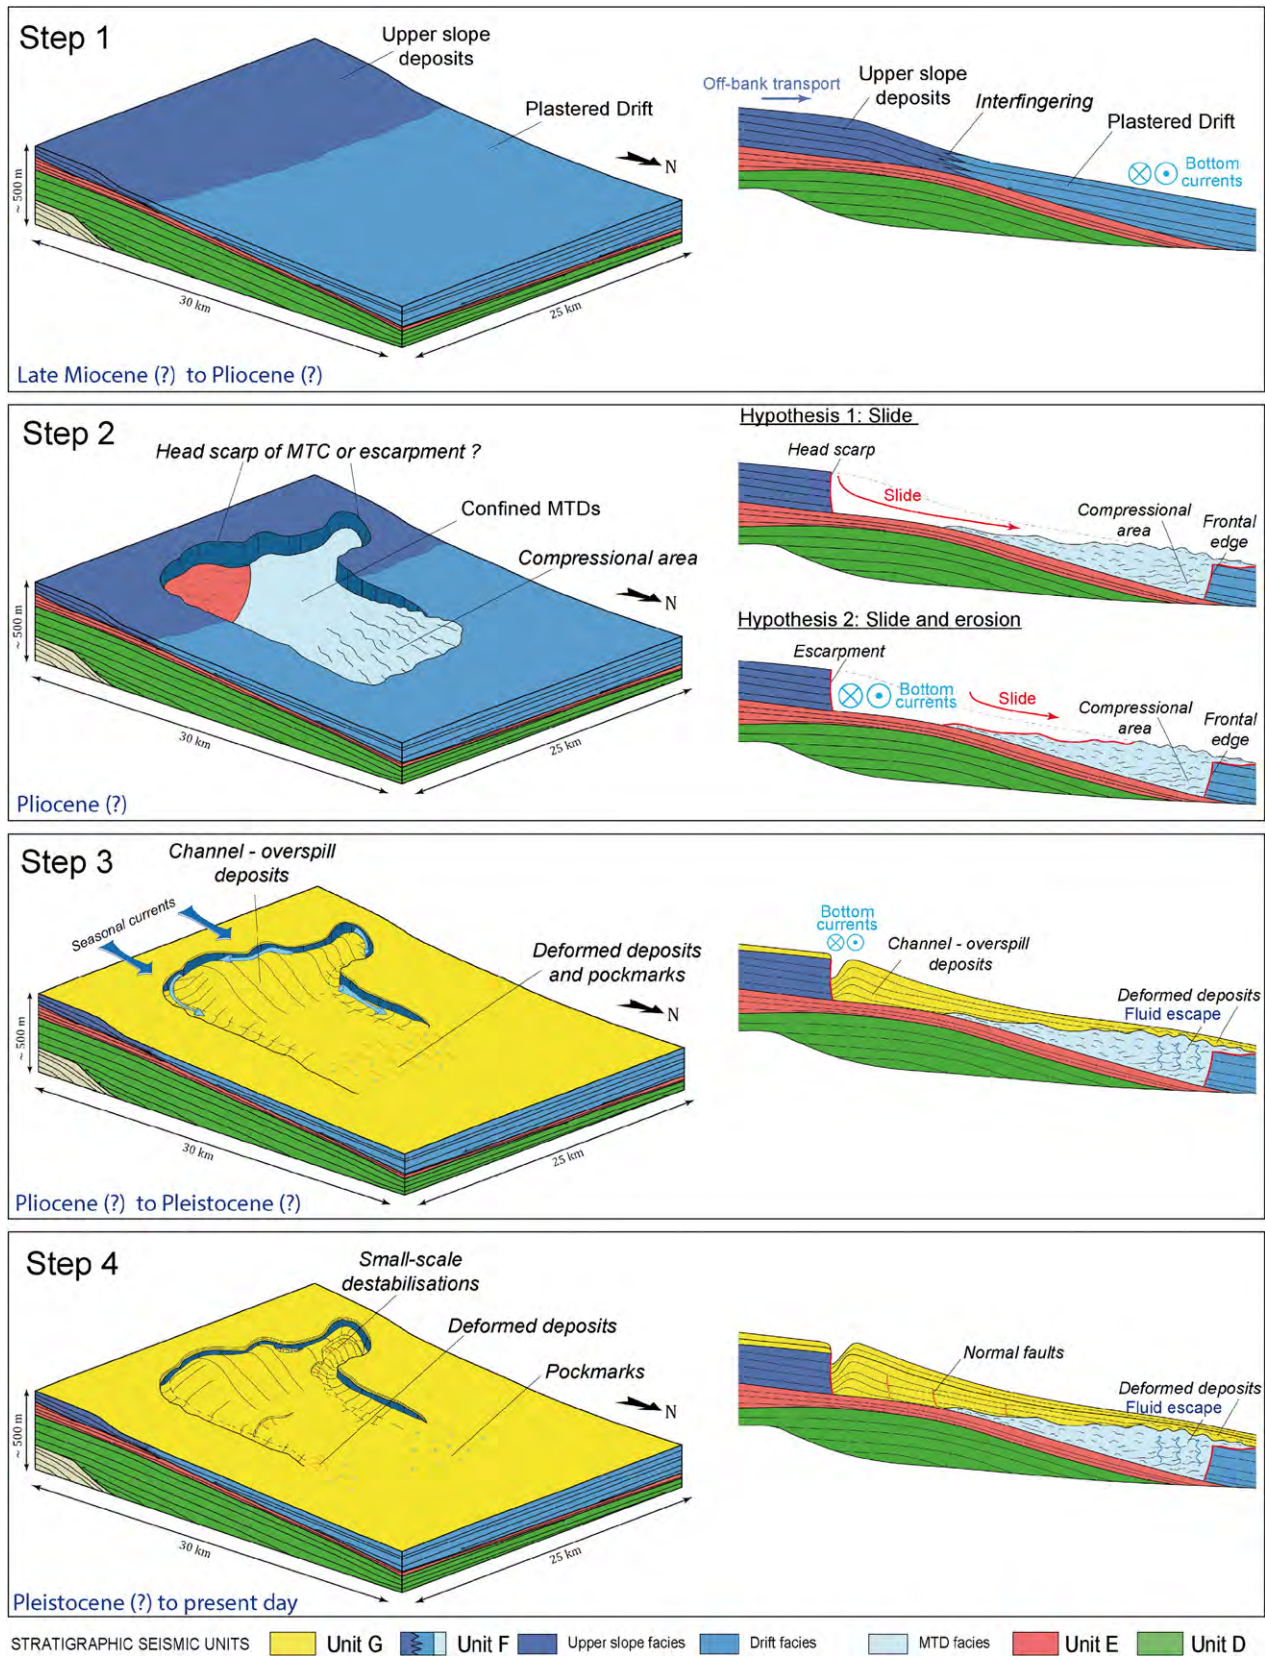 Step 1
Upper slope
deposits
Plastered Drift
N
~ 500 m
30 km
25 km
Late Miocene (?) to Pliocene (?)
Off-bank transport
Upper slope
deposits
Interfingering
Plastered Drift
Bottom
currents
Step 2
Head scarp of MTC or escarpment ?
Confined MTDs
Compressional area
N
~ 500 m
30 km
25 km
Pliocene (?)
Hypothesis 1: Slide
Head scarp
Slide
Compressional
area
Frontal
edge
Hypothesis 2: Slide and erosion
Escarpment
Bottom
currents
Slide
Compressional
area
Frontal
edge
Step 3
Channel - overspill
deposits
Seasonal currents
Deformed deposits
and pockmarks
N
~ 500 m
30 km
25 km
Pliocene (?) to Pleistocene (?)
Bottom
currents
Channel - overspill
deposits
Deformed deposits
Fluid escape
Step 4
Small-scale
destabilisations
Deformed deposits
Pockmarks
N
~ 500 m
30 km
25 km
Pleistocene (?) to present day
Normal faults
Deformed deposits
Fluid escape
STRATIGRAPHIC SEISMIC UNITS Unit G Unit F Upper slope facies Drift facies MTD facies Unit E Unit D